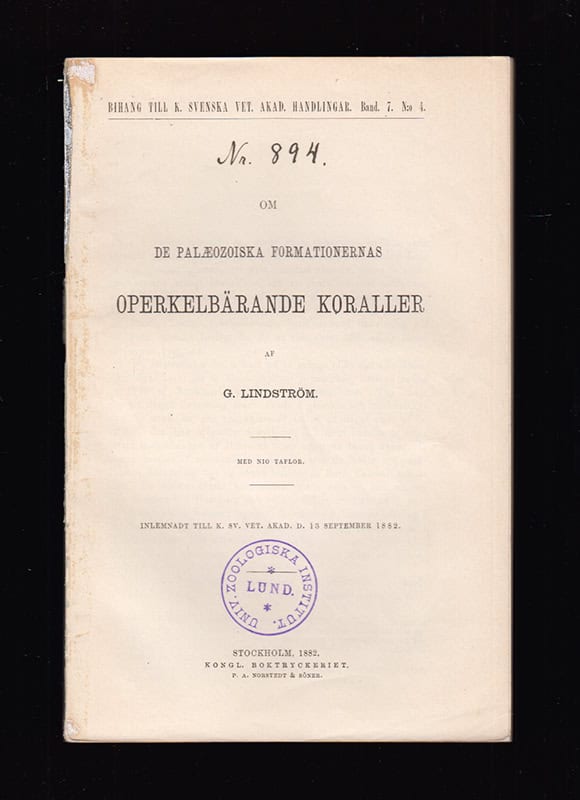 BIHANG TILL K. SVENSKA VET. AKAD. HANDLINGAR. Band. 7. N:o 4.
Nr. 894.
OM
DE PALÆOZOISKA FORMATIONERNAS
OPERKELBÄRANDE KORALLER
AF
G. LINDSTRÖM.
MED NIO TAFLOR.
INLEMNADT TILL K. SV. VET. AKAD. D. 13 SEPTEMBER 1882.
UNIV. ZOOLOGISKA INSTITUT.
* LUND. *
STOCKHOLM, 1882.
KONGL. BOKTRYCKERIET.
P. A. NORSTEDT & SÖNER.